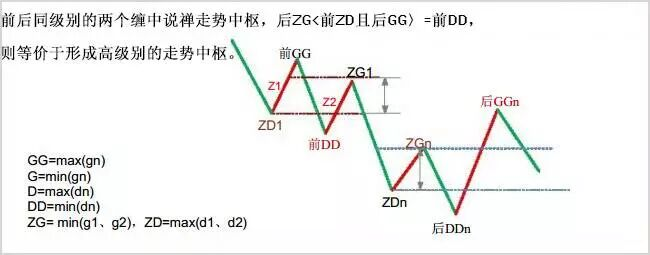 前后同级别的两个缠中说禅走势中枢，后ZG<前ZD且后GG〉=前DD，
则等价于形成高级别的走势中枢。
前GG
ZG1
Z1
Z2
ZD1
前DD
后GGn
ZGn
ZDn
后DDn
GG=max(gn)
G=min(gn)
D=max(dn)
DD=min(dn)
ZG= min(g1、g2)，ZD=max(d1、d2)